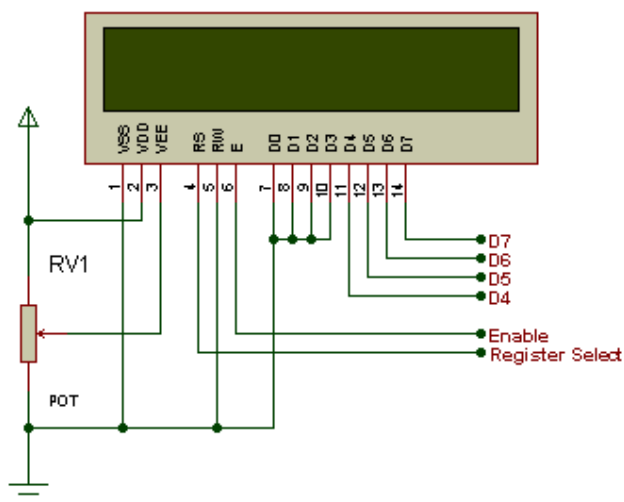 VSS VDD VEE RS RW E D0 D1 D2 D3 D4 D5 D6 D7
1 2 3 4 5 6 7 8 9 10 11 12 13 14
D7
D6
D5
D4
RV1
Enable
Register Select
POT